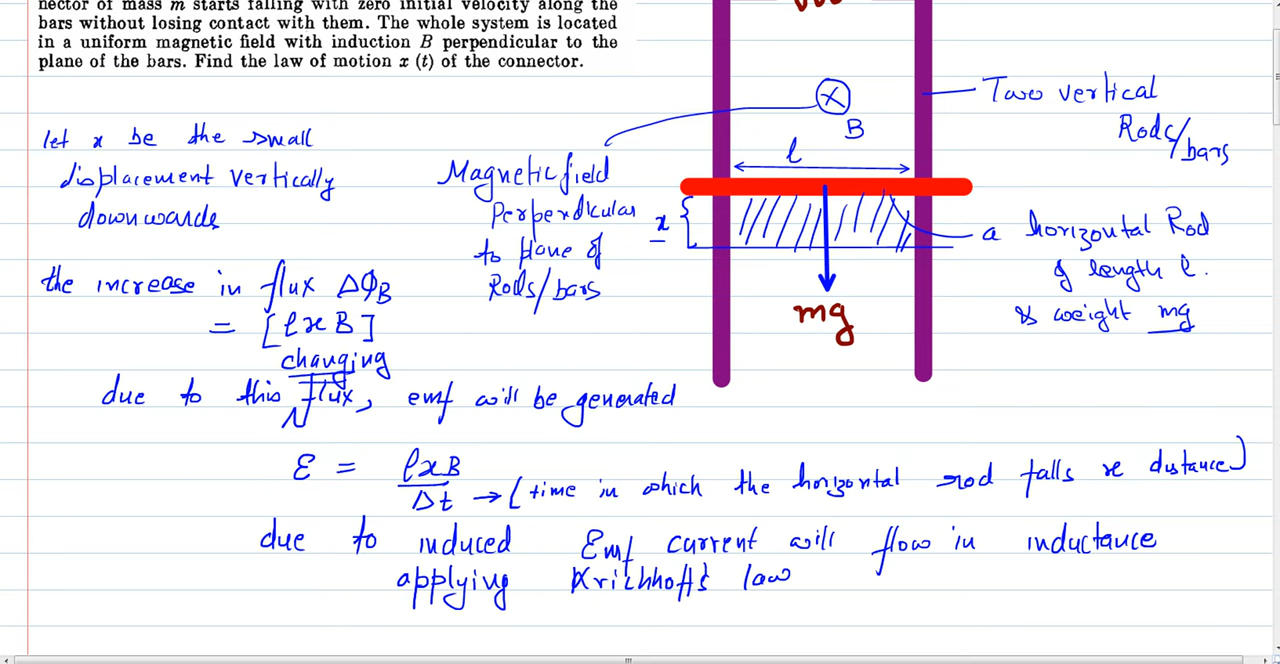 nector of mass m starts falling with zero initial velocity along the
bars without losing contact with them. The whole system is located
in a uniform magnetic field with induction B perpendicular to the
plane of the bars. Find the law of motion x (t) of the connector.
let x be the small
displacement vertically
downwards
Magnetic field
Perpendicular
to plane of
Rods/bars
B
l
x
mg
Two vertical
Rods/
bars
a horizontal Rod
of length l.
& weight mg
the increase in flux ΔΦB
= [l x B]
changing
due to this flux, emf will be generated
ε = l x B
Δt → (time in which the horizontal rod falls x distance)
due to induced Emf current will flow in inductance
applying Krichhoff's law